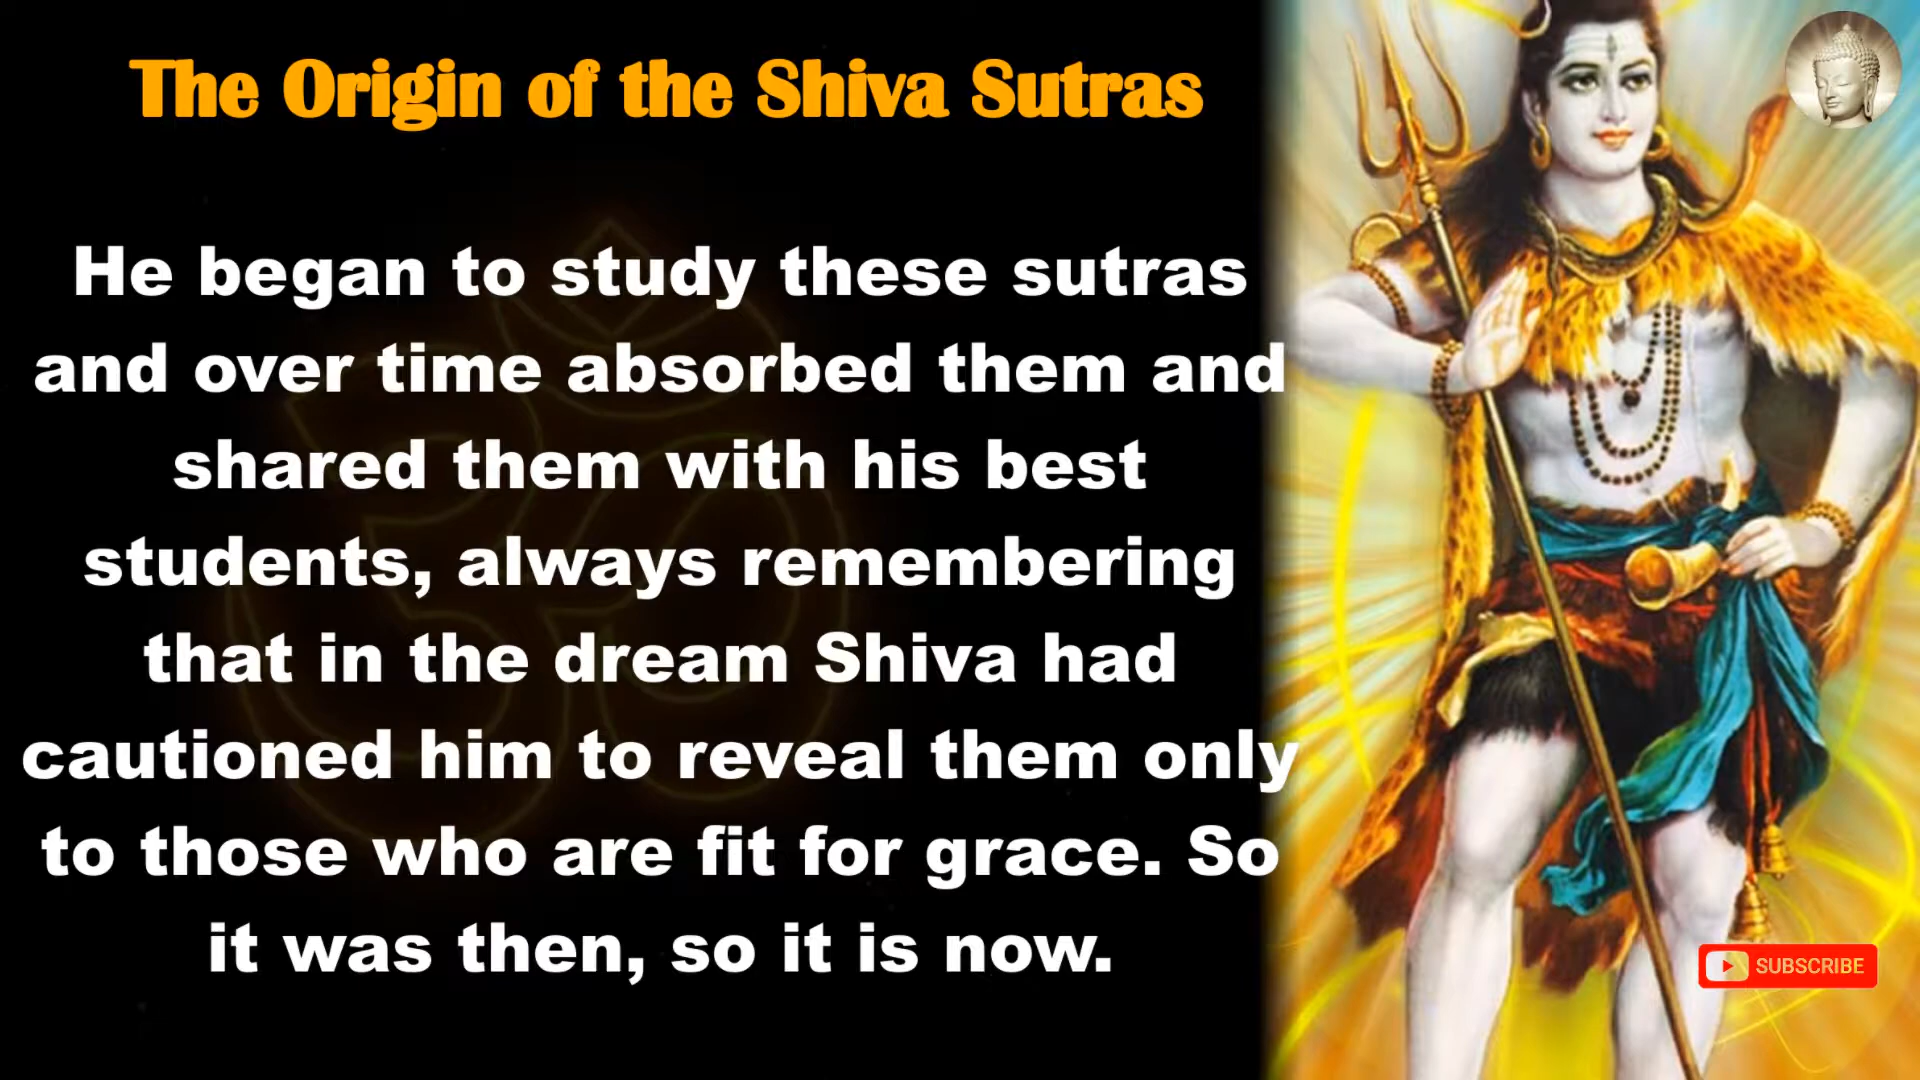 The Origin of the Shiva Sutras
He began to study these sutras
and over time absorbed them and
shared them with his best
students, always remembering
that in the dream Shiva had
cautioned him to reveal them only
to those who are fit for grace. So
it was then, so it is now.
SUBSCRIBE